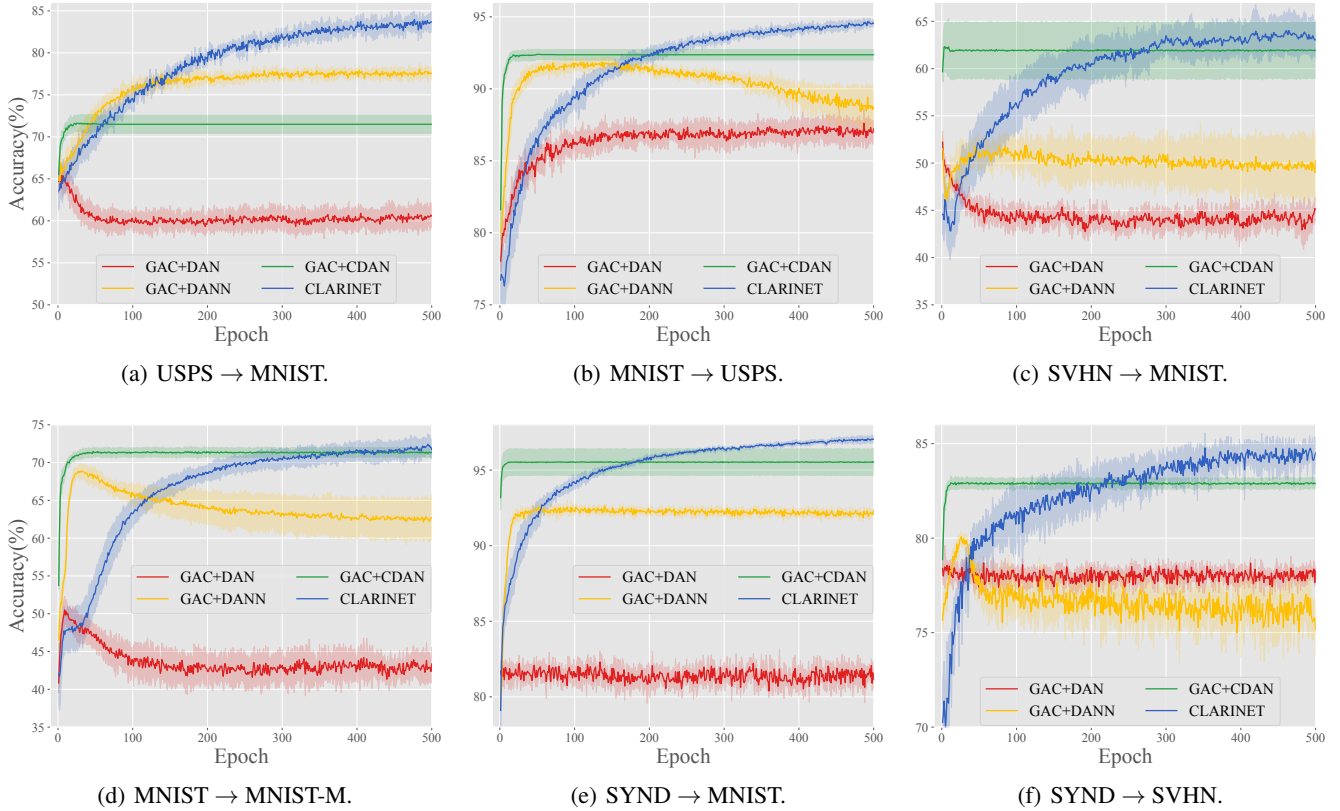 85
80
75
70
65
60
55
50
Accuracy(%)
0 100 200 300 400 500
Epoch
GAC+DAN GAC+CDAN
GAC+DANN CLARINET
(a) USPS → MNIST.
95
90
85
80
75
0 100 200 300 400 500
Epoch
GAC+DAN GAC+CDAN
GAC+DANN CLARINET
(b) MNIST → USPS.
65
60
55
50
45
40
35
0 100 200 300 400 500
Epoch
GAC+DAN GAC+CDAN
GAC+DANN CLARINET
(c) SVHN → MNIST.
75
70
65
60
55
50
45
40
35
Accuracy(%)
0 100 200 300 400 500
Epoch
GAC+DAN GAC+CDAN
GAC+DANN CLARINET
(d) MNIST → MNIST-M.
95
90
85
80
0 100 200 300 400 500
Epoch
GAC+DAN GAC+CDAN
GAC+DANN CLARINET
(e) SYND → MNIST.
85
80
75
70
0 100 200 300 400 500
Epoch
GAC+DAN GAC+CDAN
GAC+DANN CLARINET
(f) SYND → SVHN.